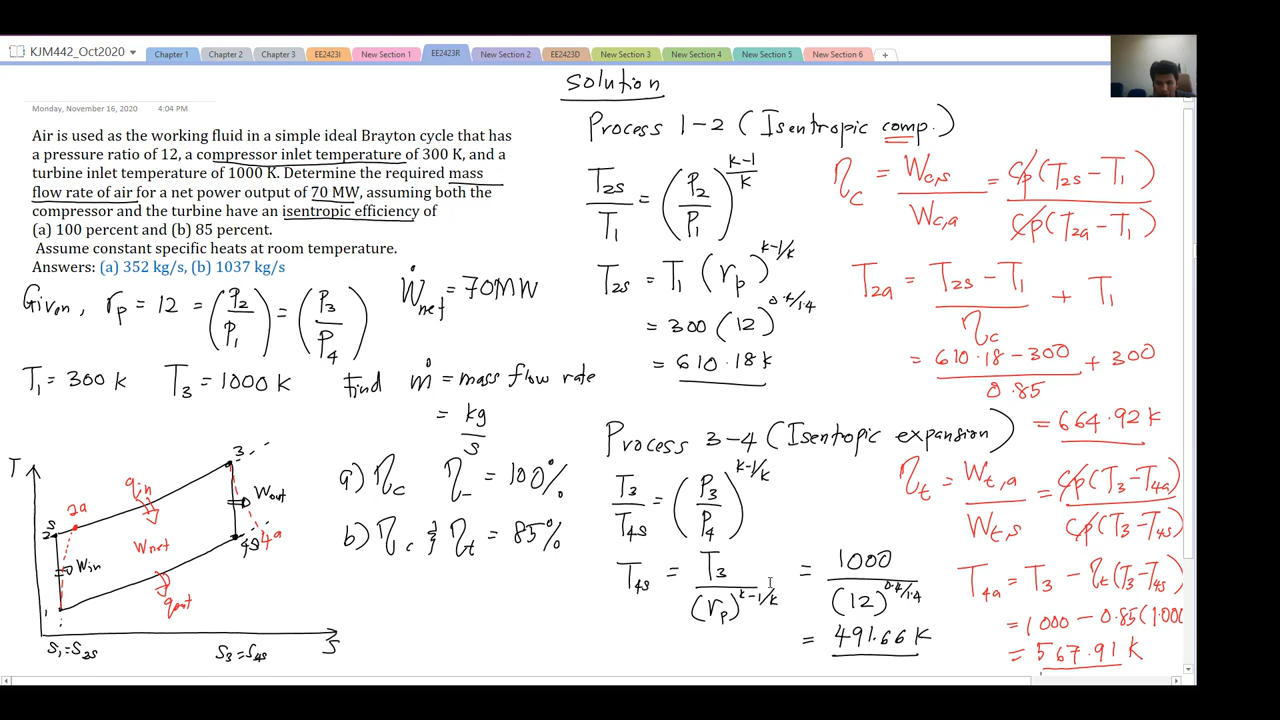 KJM442_Oct2020
Chapter 1 Chapter 2 Chapter 3 EE2423I New Section 1 EE2423R New Section 2 EE2423D New Section 3 New Section 4 New Section 5 New Section 6 +
Monday, November 16, 2020 4:04 PM
Air is used as the working fluid in a simple ideal Brayton cycle that has
a pressure ratio of 12, a compressor inlet temperature of 300 K, and a
turbine inlet temperature of 1000 K. Determine the required mass
flow rate of air for a net power output of 70 MW, assuming both the
compressor and the turbine have an isentropic efficiency of
(a) 100 percent and (b) 85 percent.
Assume constant specific heats at room temperature.
Answers: (a) 352 kg/s, (b) 1037 kg/s
Given, rp = 12 = (P2/P1) = (P3/P4) Ẇnet = 70MW
T1 = 300 K T3 = 1000 K find ṁ = mass flow rate
= kg/s
a) ηc η- = 100%
b) ηc & ηt = 85%
T
3
qin
Wout
2a
2s
Wnet
4s 4a
Win
qout
1
S1=S2s S3=S4s S
Solution
Process 1-2 (Isentropic comp.)
T2s/T1 = (P2/P1)^k-1/k
T2s = T1 (rp)^k-1/k
= 300 (12)^0.4/1.4
= 610.18 K
ηc = Wc,s/Wc,a = cp(T2s - T1)/cp(T2a - T1)
T2a = T2s - T1/ηc + T1
= 610.18 - 300/0.85 + 300
= 664.92 K
Process 3-4 (Isentopic expansion)
T3/T4s = (P3/P4)^k-1/k
T4s = T3/(rp)^k-1/k = 1000/(12)^0.4/1.4
= 491.66 K
ηt = Wt,a/Wt,s = cp(T3-T4a)/cp(T3-T4s)
T4a = T3 - ηt(T3-T4s)
= 1000 - 0.85(1000
= 567.91 K